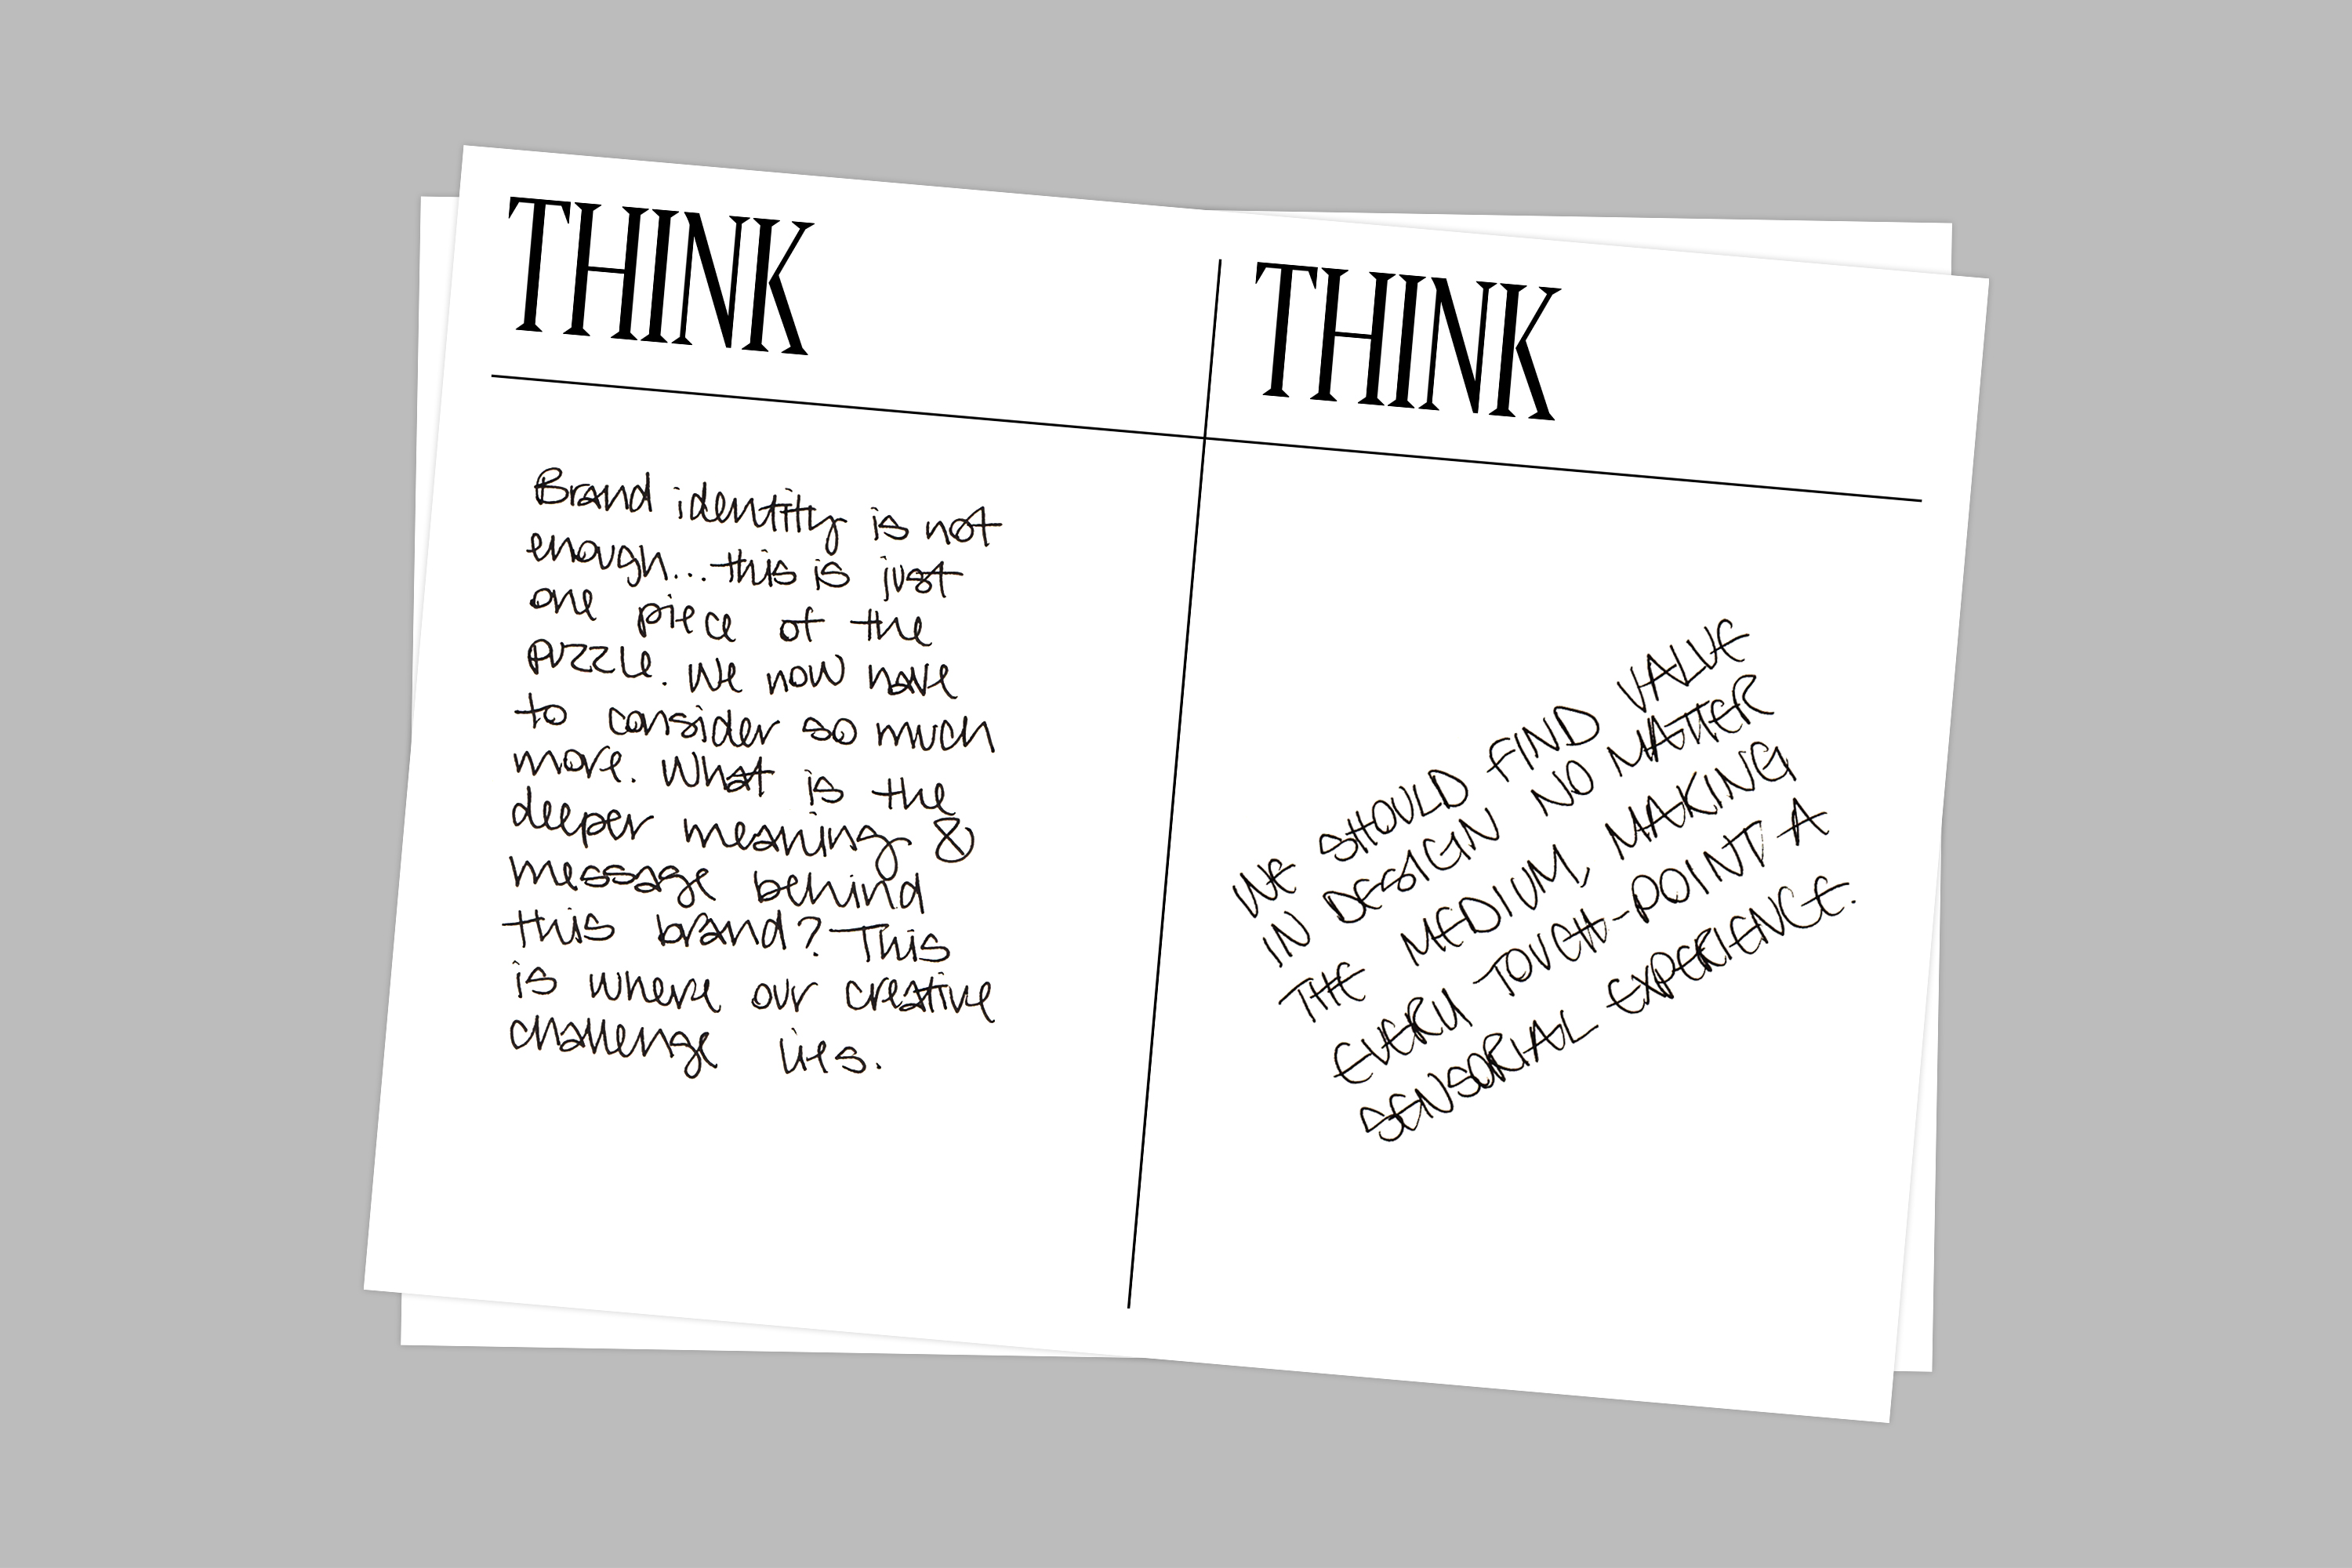 THINK
Brand identity is not
enough... this is just
one piece of the
puzzle. We now have
to consider so much
more. What is the
deeper meaning &
message behind
this brand? This
is where our creative
challenge lies.
THINK
WE SHOULD FIND VALUE
IN DESIGN NO MATTER
THE MEDIUM, MAKING
EVERY TOUCH-POINT A
SENSORIAL EXPERIENCE.